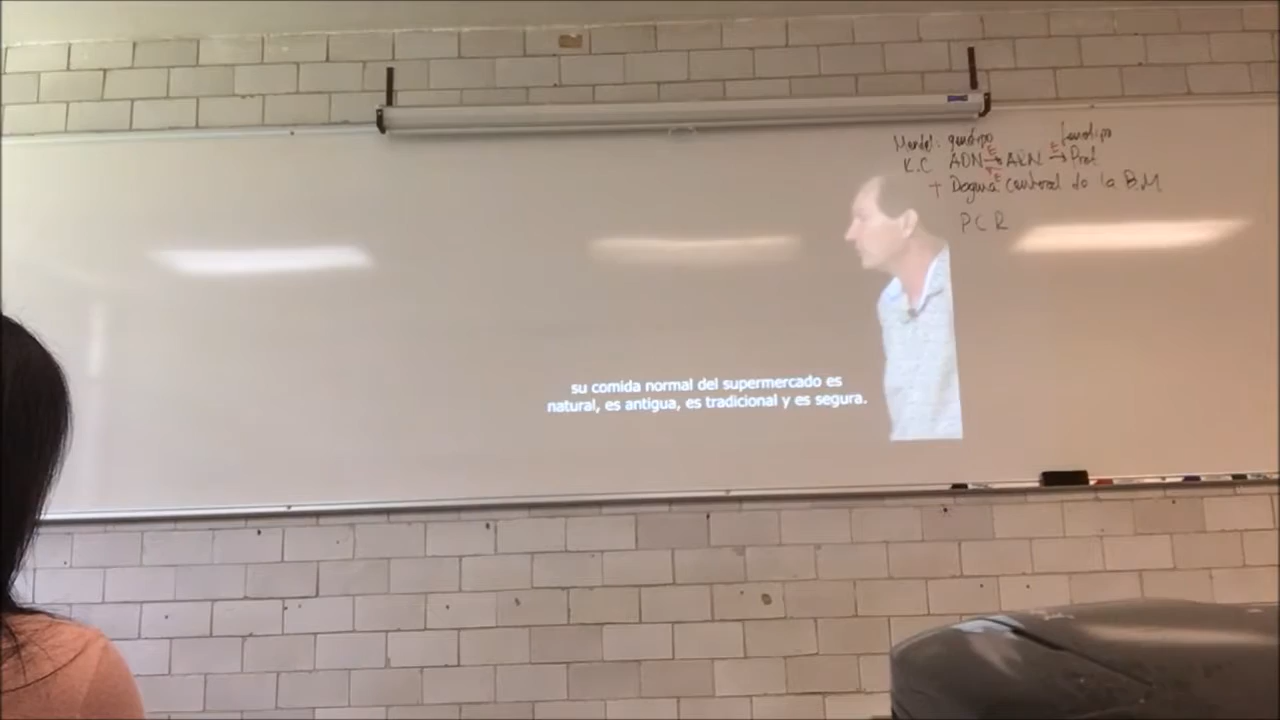 Mendel: genotipo fenotipo
K.C ADN E ARN E Prot
+ Dogma central de la B.M
PCR
su comida normal del supermercado es
natural, es antigua, es tradicional y es segura.